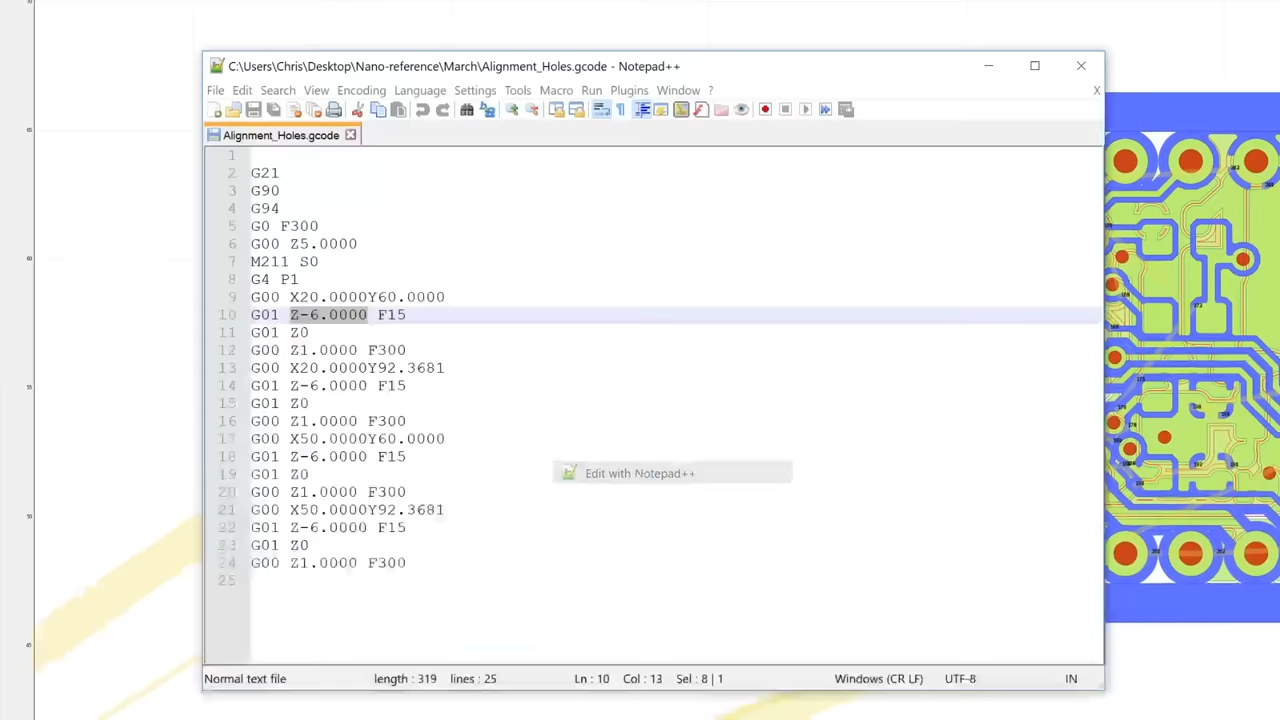 C:\Users\Chris\Desktop\Nano-reference\March\Alignment_Holes.gcode - Notepad++
File Edit Search View Encoding Language Settings Tools Macro Run Plugins Window ? X
Alignment_Holes.gcode
1
2 G21
3 G90
4 G94
5 G0 F300
6 G00 Z5.0000
7 M211 S0
8 G4 P1
9 G00 X20.0000Y60.0000
10 G01 Z-6.0000 F15
11 G01 Z0
12 G00 Z1.0000 F300
13 G00 X20.0000Y92.3681
14 G01 Z-6.0000 F15
15 G01 Z0
16 G00 Z1.0000 F300
17 G00 X50.0000Y60.0000
18 G01 Z-6.0000 F15
19 G01 Z0
20 G00 Z1.0000 F300
21 G00 X50.0000Y92.3681
22 G01 Z-6.0000 F15
23 G01 Z0
24 G00 Z1.0000 F300
25
Edit with Notepad++
Normal text file length : 319 lines : 25 Ln : 10 Col : 13 Sel : 8 | 1 Windows (CR LF) UTF-8 IN